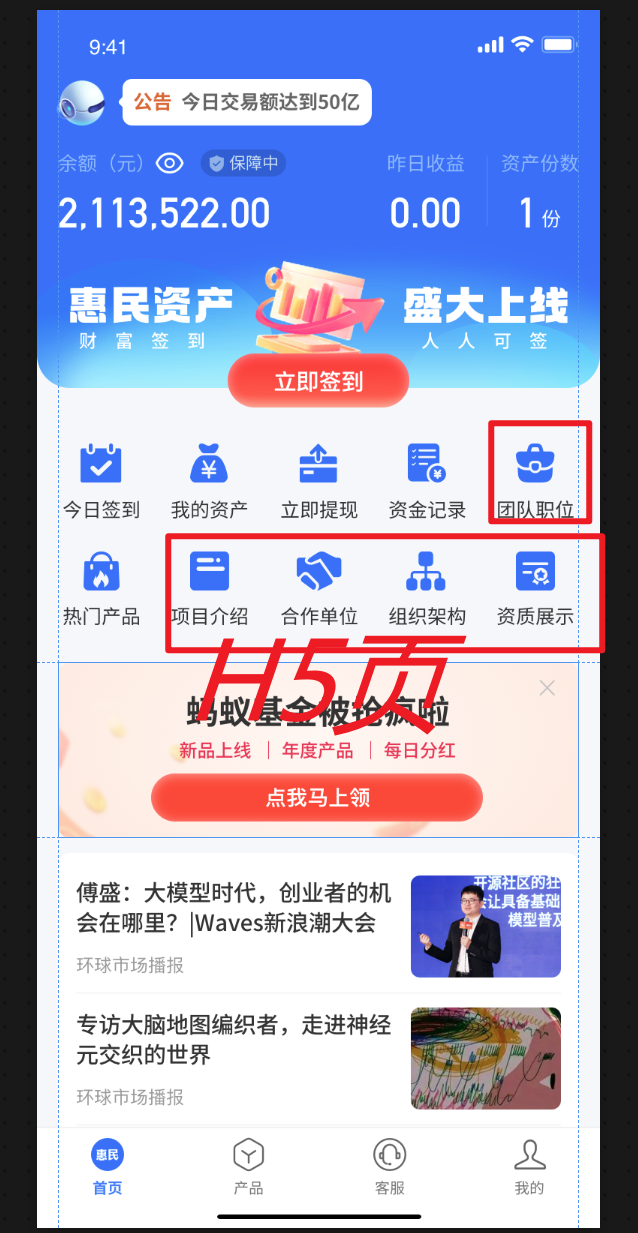 9:41
公告 今日交易额达到50亿
余额（元） 保障中 昨日收益 资产份数
2,113,522.00 0.00 1 份
惠民资产 盛大上线
财富签到 人人可签
立即签到
今日签到 我的资产 立即提现 资金记录 团队职位
热门产品 项目介绍 合作单位 组织架构 资质展示
H5页
蚂蚁基金被抢疯啦
新品上线 | 年度产品 | 每日分红
点我马上领
傅盛：大模型时代，创业者的机
会在哪里？|Waves新浪潮大会
环球市场播报
开源社区的狂
会让具备基础
模型普及
专访大脑地图编织者，走进神经
元交织的世界
环球市场播报
惠民
首页 产品 客服 我的